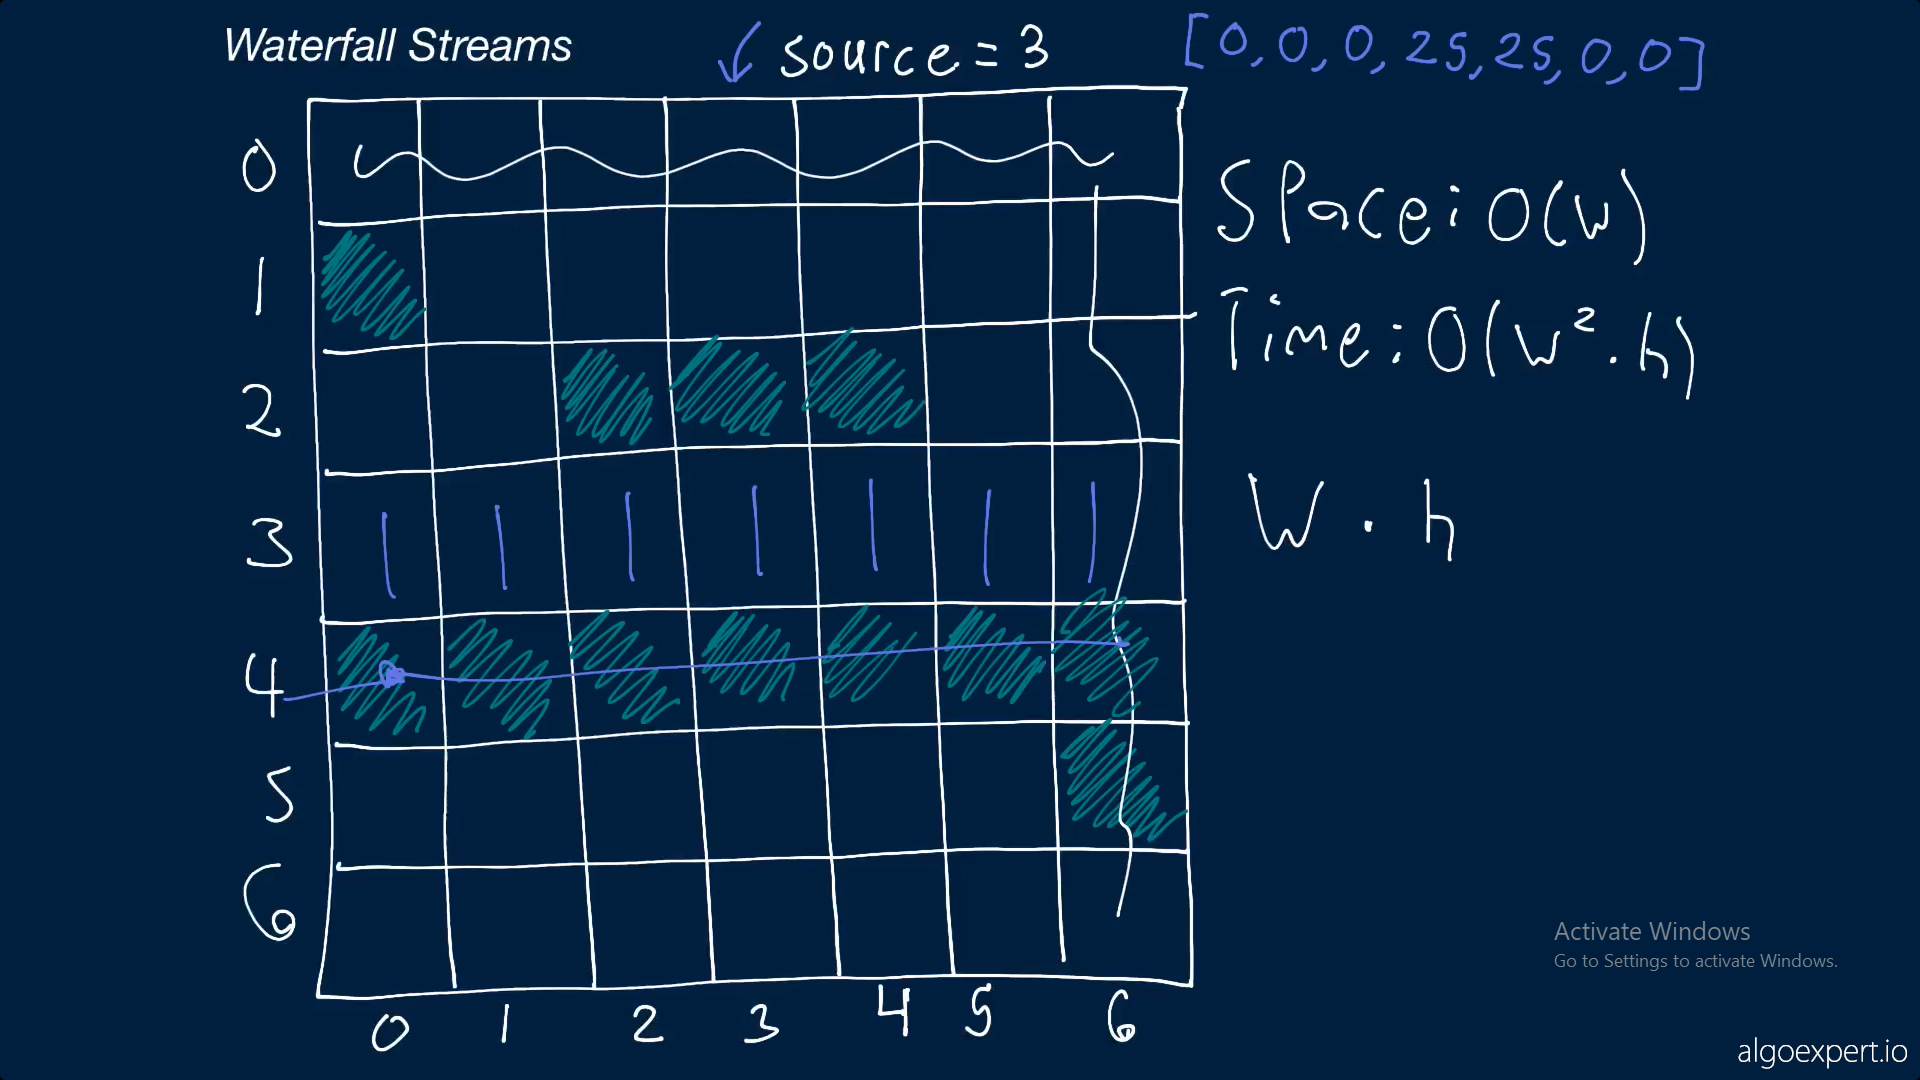 Waterfall Streams
source = 3
[0,0,0,25,25,0,0]
0
1
2
3
4
5
6
0 1 2 3 4 5 6
Space: O(w)
Time: O(w².h)
W . h
Activate Windows
Go to Settings to activate Windows.
algoexpert.io